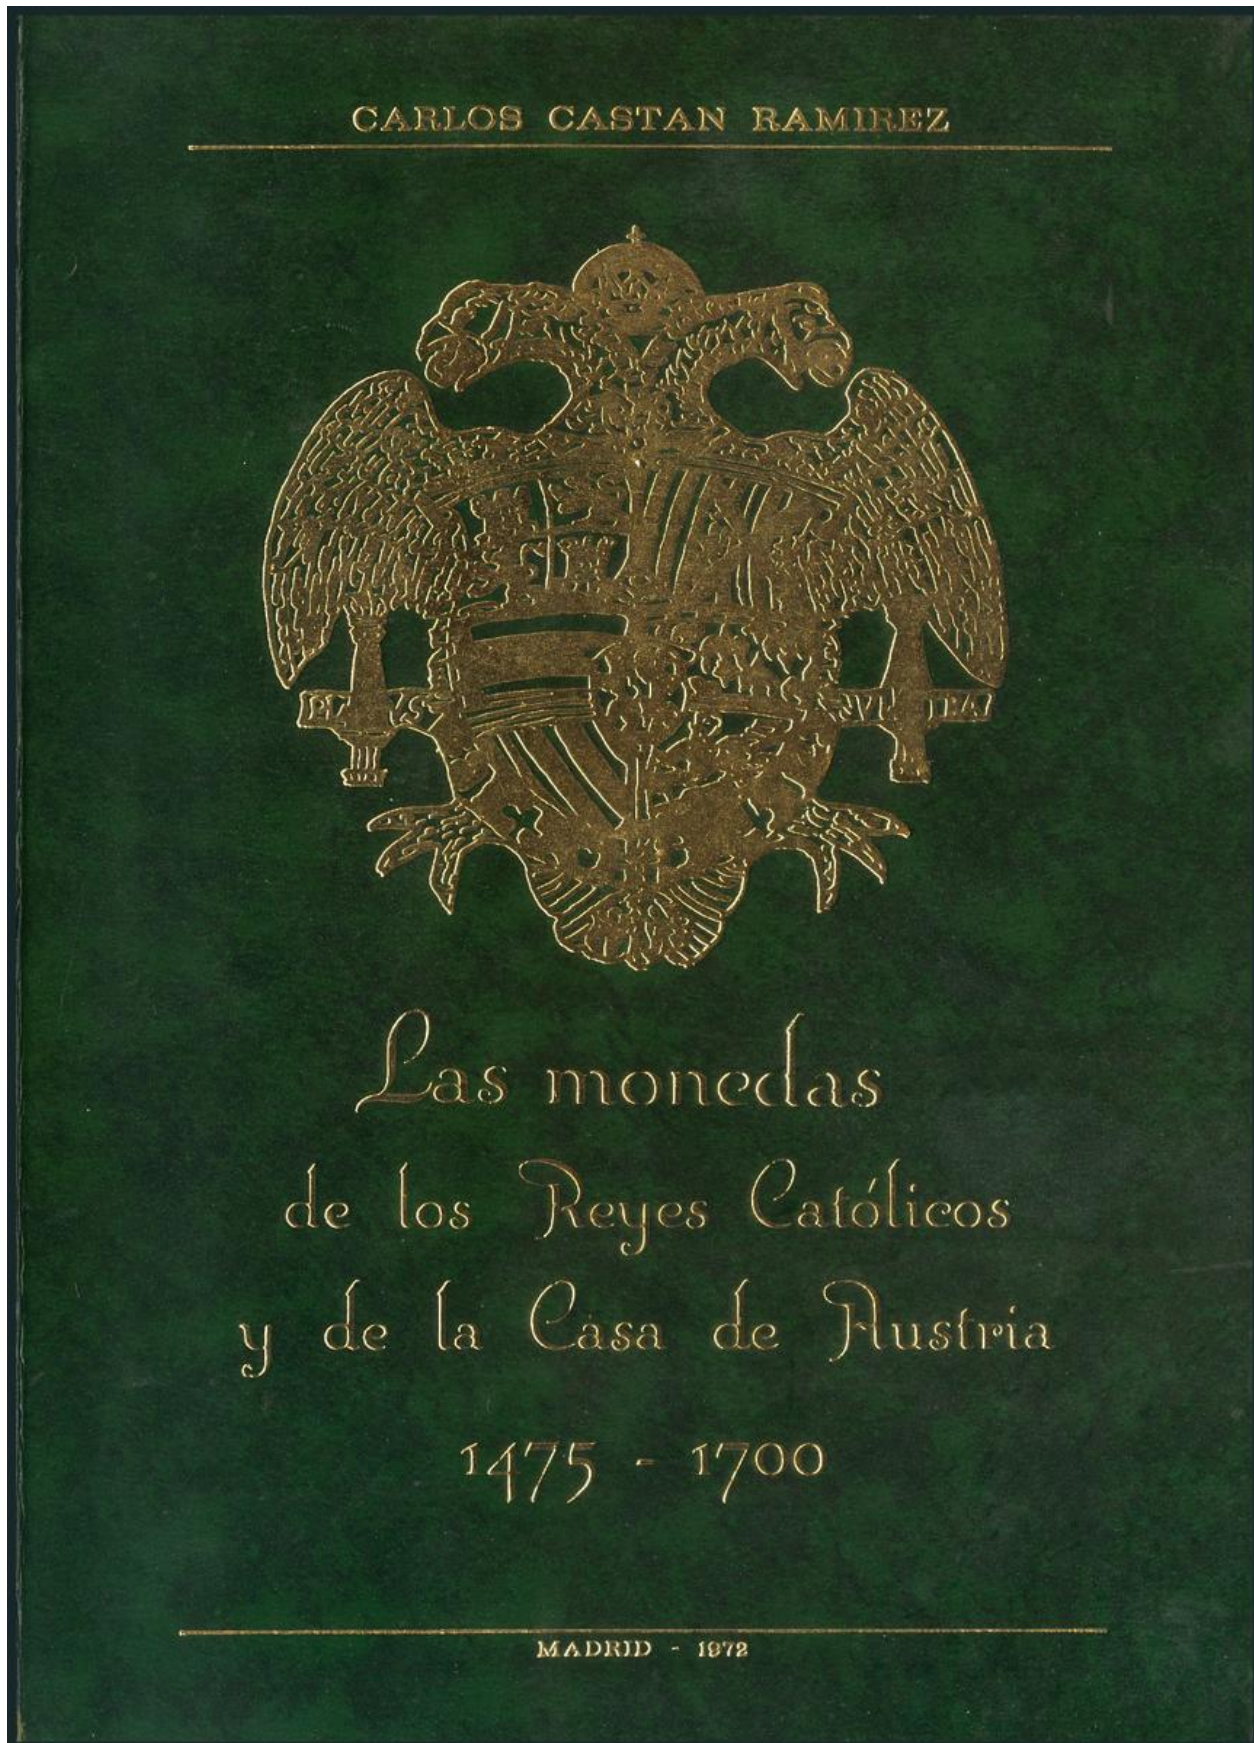 CARLOS CASTAN RAMIREZ
Las monedas
de los Reyes Católicos
y de la Casa de Austria
1475 - 1700
MADRID - 1972